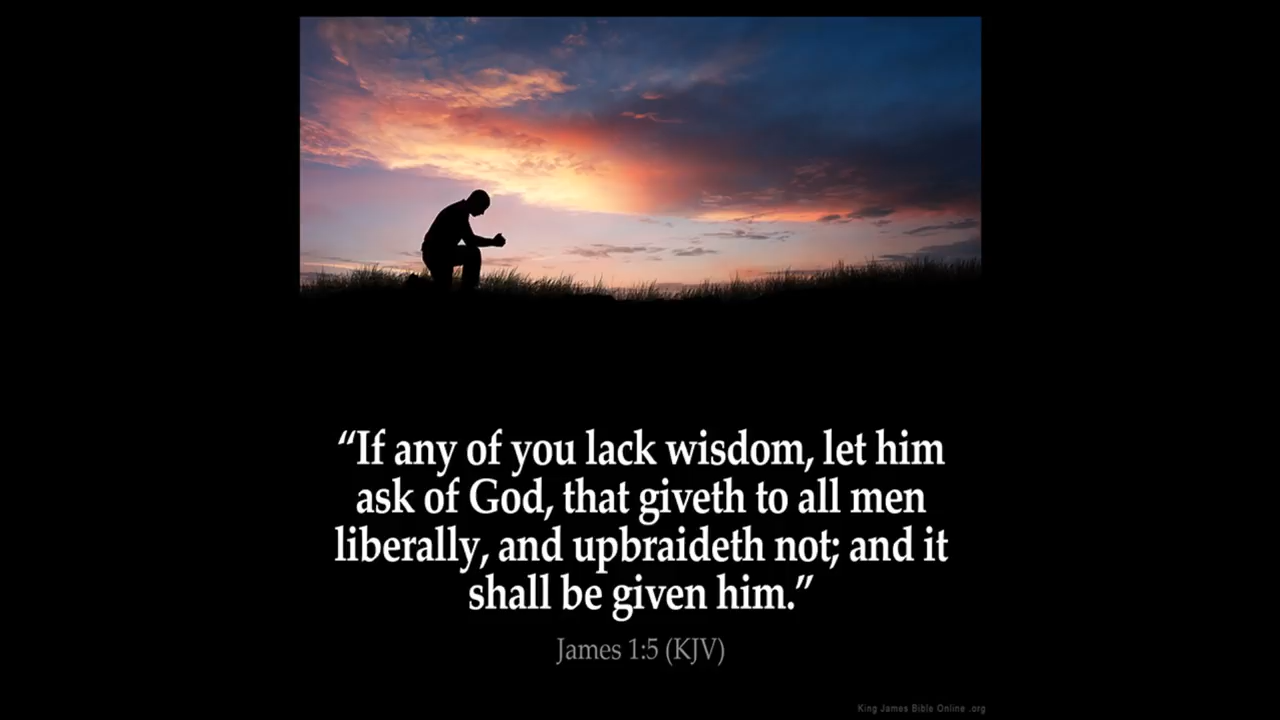 “If any of you lack wisdom, let him
ask of God, that giveth to all men
liberally, and upbraideth not; and it
shall be given him.”
James 1:5 (KJV)
King James Bible Online .org